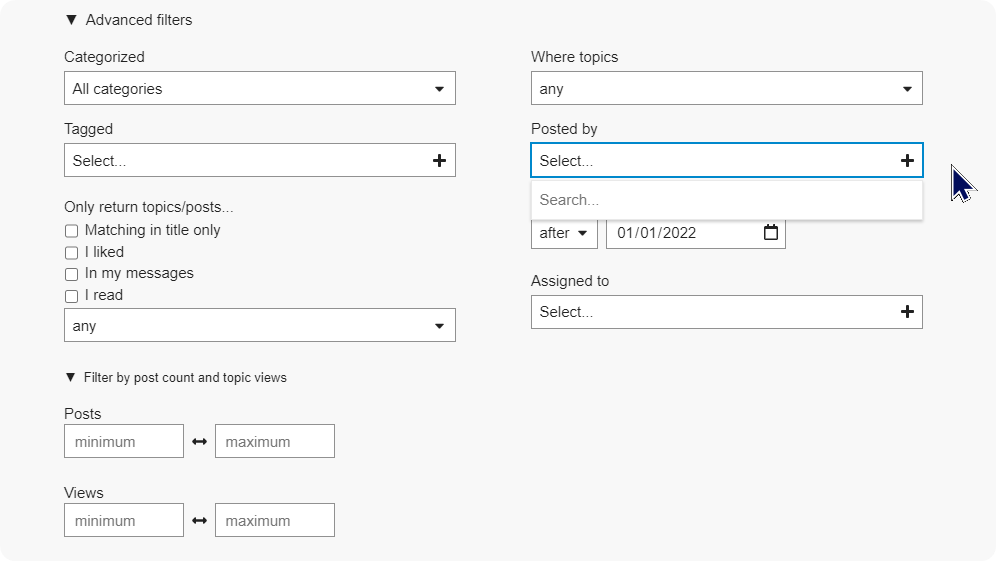 ▼ Advanced filters
Categorized
All categories
Tagged
Select...
Only return topics/posts...
Matching in title only
I liked
In my messages
I read
any
Where topics
any
Posted by
Select...
Search...
after 01/01/2022
Assigned to
Select...
▼ Filter by post count and topic views
Posts
minimum maximum
Views
minimum maximum